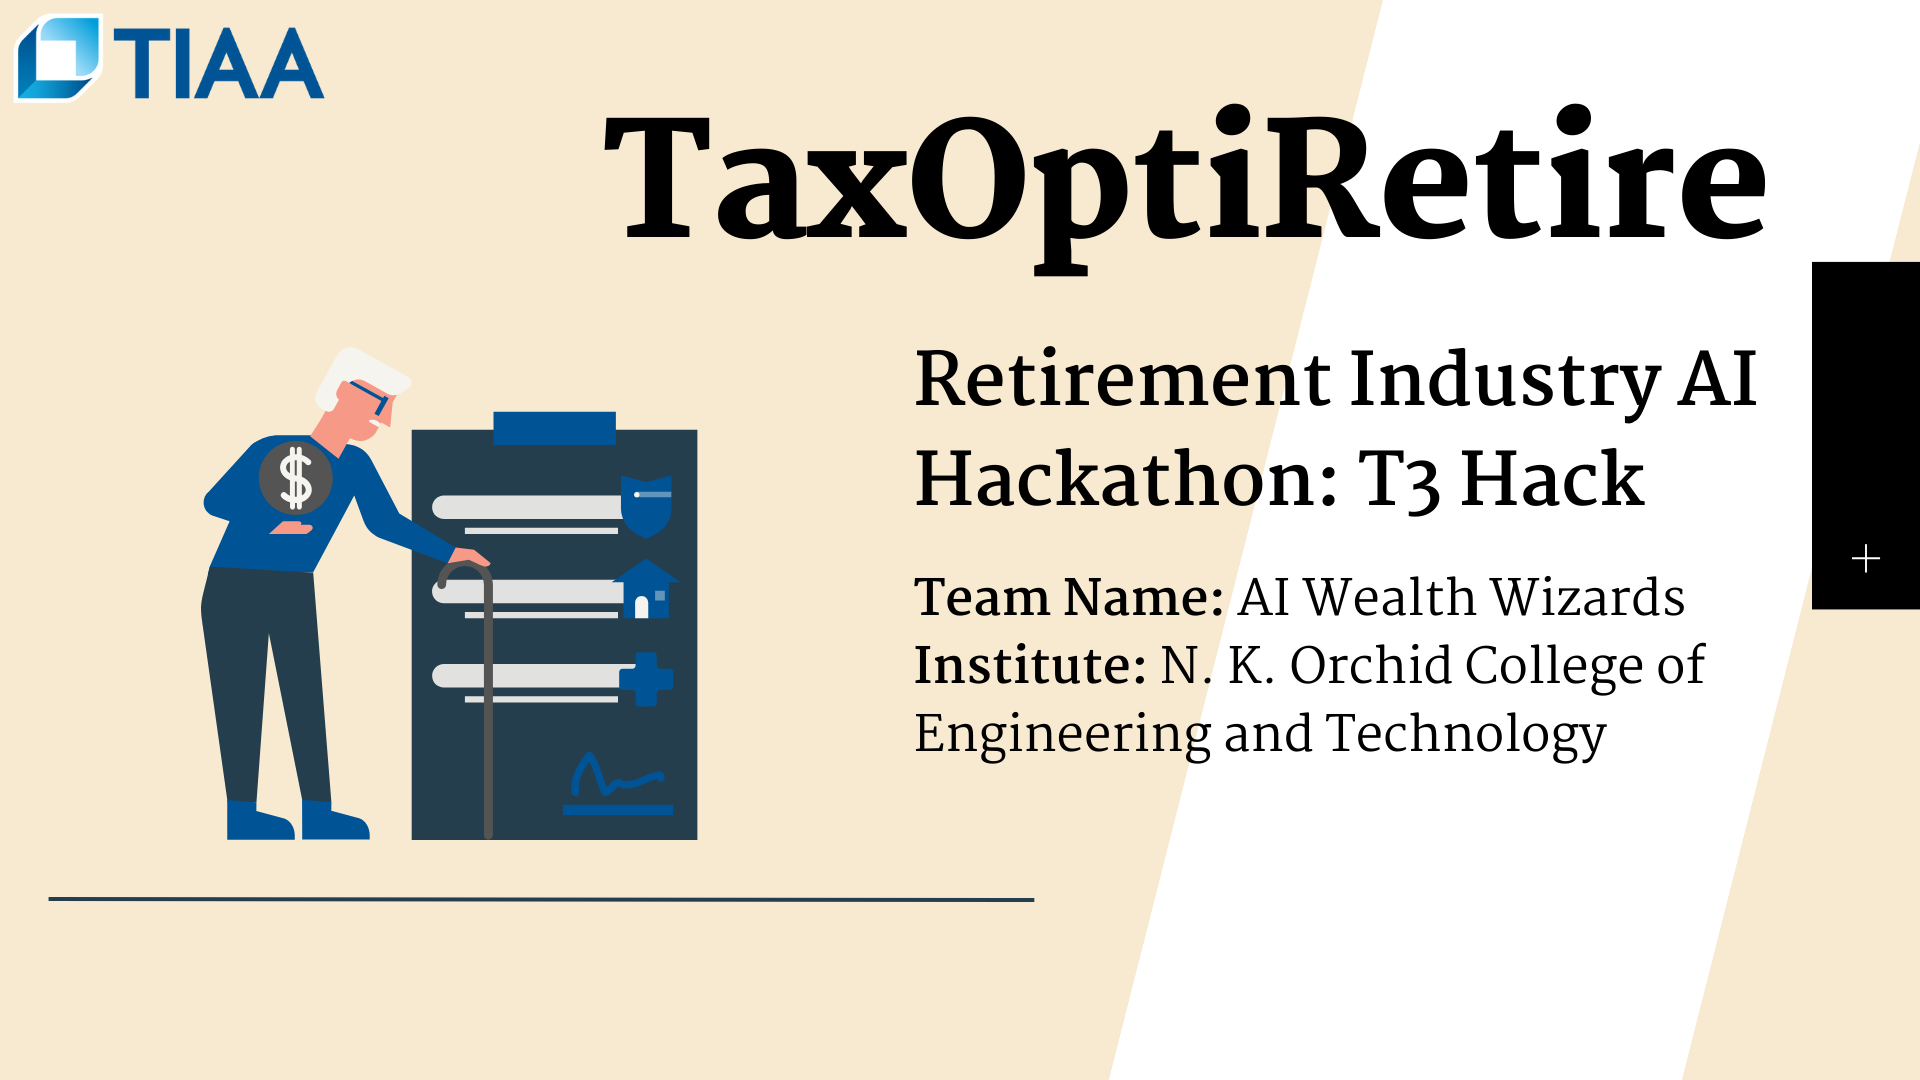 TIAA
TaxOptiRetire
Retirement Industry AI
Hackathon: T3 Hack
Team Name: AI Wealth Wizards
Institute: N. K. Orchid College of
Engineering and Technology
$